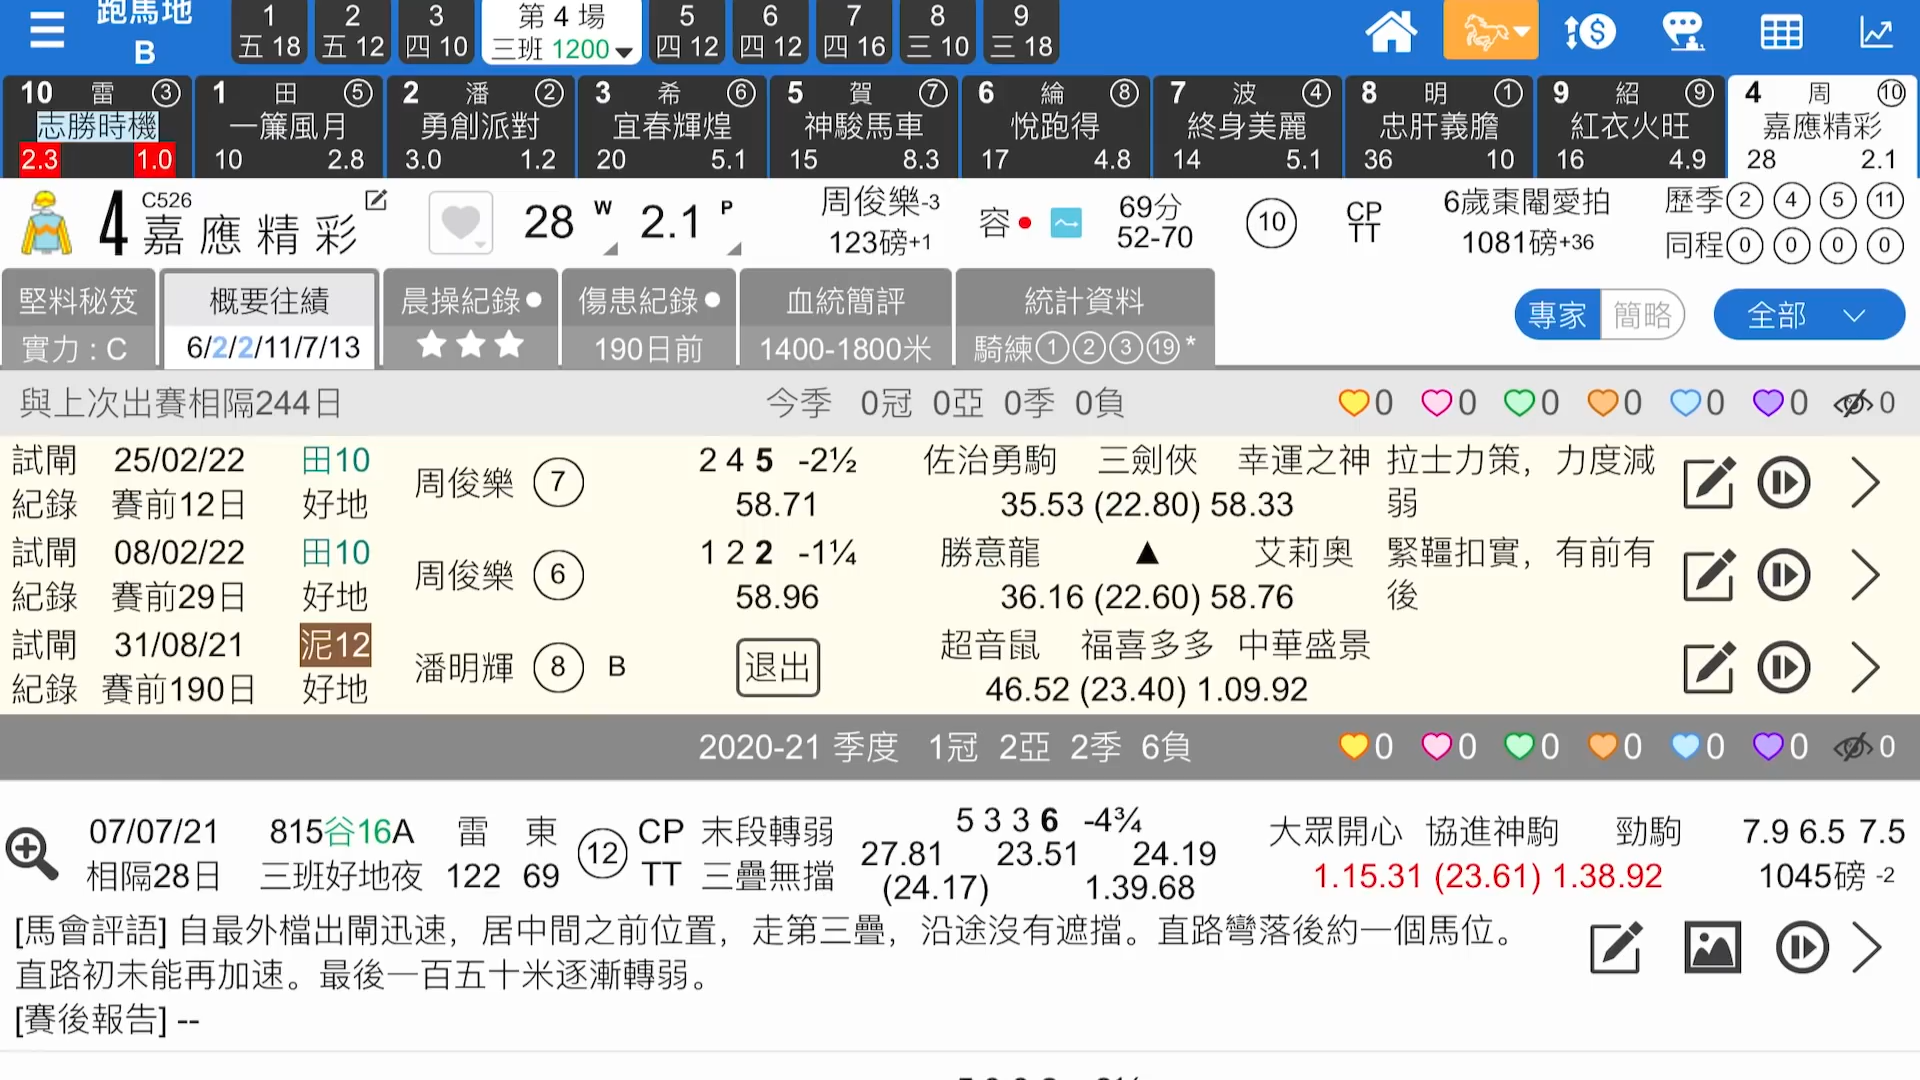 跑馬地
B
1
五 18
2
五 12
3
四 10
第 4 場
三班 1200
5
四 12
6
四 12
7
四 16
8
三 10
9
三 18
10 雷 3
志勝時機
2.3 1.0
1 田 5
一簾風月
10 2.8
2 潘 2
勇創派對
3.0 1.2
3 希 6
宜春輝煌
20 5.1
5 賀 7
神駿馬車
15 8.3
6 綸 8
悅跑得
17 4.8
7 波 4
終身美麗
14 5.1
8 明 1
忠肝義膽
36 10
9 紹 9
紅衣火旺
16 4.9
4 周 10
嘉應精彩
28 2.1
4 C526
嘉應精彩
28 W 2.1 P
周俊樂-3
123磅+1
容
69分
52-70
10
CP
TT
6歲棗閹愛拍
1081磅+36
歷季 2 4 5 11
同程 0 0 0 0
堅料秘笈
實力 : C
概要往績
6/2/2/11/7/13
晨操紀錄
傷患紀錄
190日前
血統簡評
1400-1800米
統計資料
騎練 1 2 3 19 *
專家 簡略
全部
與上次出賽相隔244日 今季 0冠 0亞 0季 0負 0 0 0 0 0 0 0
試閘 25/02/22 田10
紀錄 賽前12日 好地
周俊樂 7
2 4 5 -2½
58.71
佐治勇駒 三劍俠 幸運之神
35.53 (22.80) 58.33
拉士力策，力度減
弱
試閘 08/02/22 田10
紀錄 賽前29日 好地
周俊樂 6
1 2 2 -1¼
58.96
勝意龍 ▲ 艾莉奧
36.16 (22.60) 58.76
緊韁扣實，有前有
後
試閘 31/08/21 泥12
紀錄 賽前190日 好地
潘明輝 8 B
退出
超音鼠 福喜多多 中華盛景
46.52 (23.40) 1.09.92
2020-21 季度 1冠 2亞 2季 6負 0 0 0 0 0 0 0
07/07/21 815谷16A 雷 東
相隔28日 三班好地夜 122 69
12
CP 末段轉弱
TT 三疊無擋
5 3 3 6 -4¾
27.81 23.51 24.19
(24.17) 1.39.68
大眾開心 協進神駒 勁駒
1.15.31 (23.61) 1.38.92
7.9 6.5 7.5
1045磅 -2
[馬會評語] 自最外檔出閘迅速，居中間之前位置，走第三疊，沿途沒有遮擋。直路彎落後約一個馬位。
直路初未能再加速。最後一百五十米逐漸轉弱。
[賽後報告] --